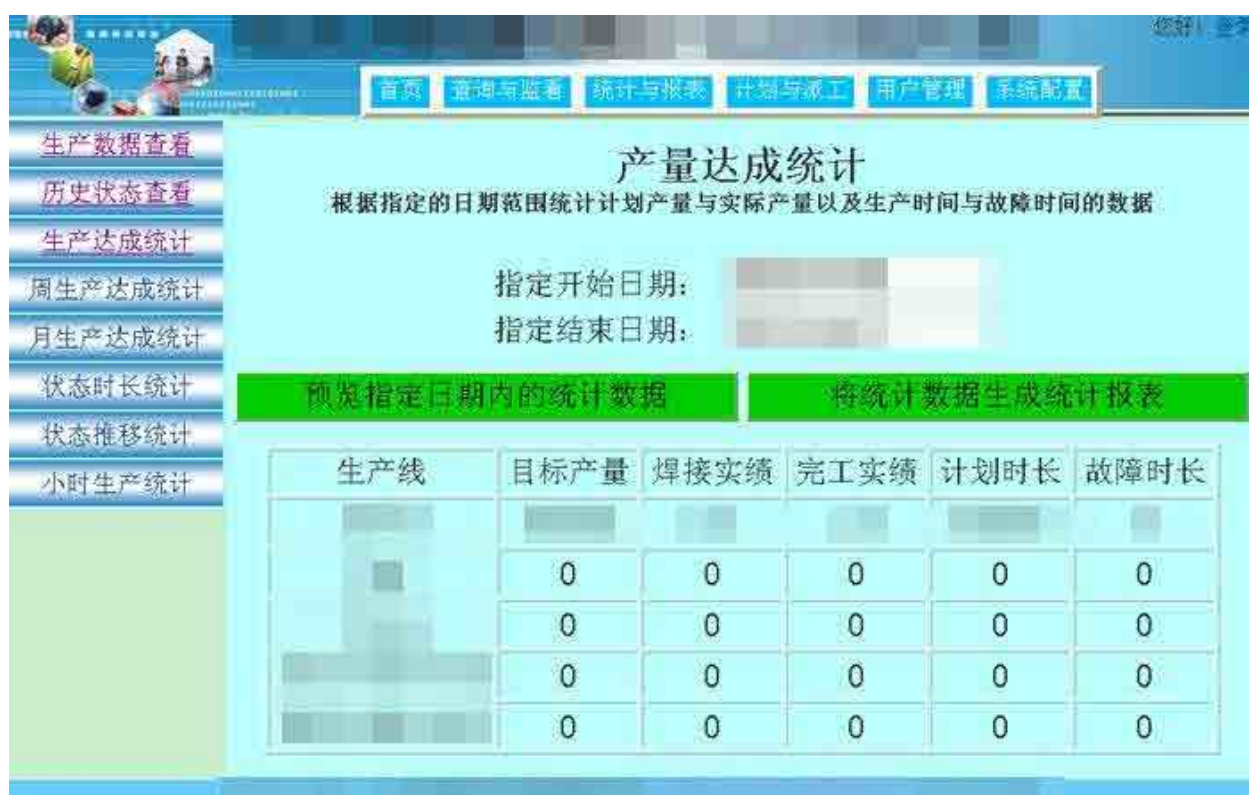 您好！
首页 查询与监看 统计与报表 计划与派工 用户管理 系统配置
生产数据查看
历史状态查看
生产达成统计
周生产达成统计
月生产达成统计
状态时长统计
状态推移统计
小时生产统计
产量达成统计
根据指定的日期范围统计计划产量与实际产量以及生产时间与故障时间的数据
指定开始日期：
指定结束日期：
预览指定日期内的统计数据 将统计数据生成统计报表
生产线 目标产量 焊接实绩 完工实绩 计划时长 故障时长
0 0 0 0 0
0 0 0 0 0
0 0 0 0 0
0 0 0 0 0